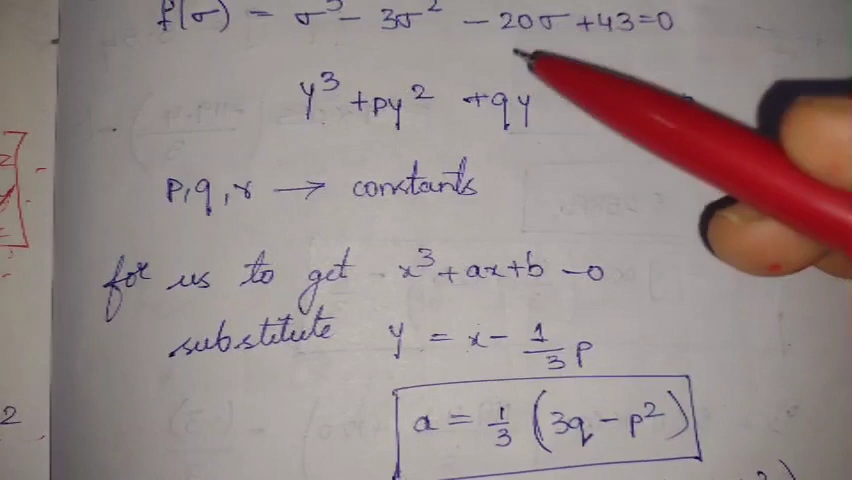 f(σ) = σ³ - 3σ² - 20σ + 43 = 0
y³ + py² + qy
p, q, r → constants
for us to get x³ + ax + b - 0
substitute y = x - 1/3 p
a = 1/3 (3q - p²)
2